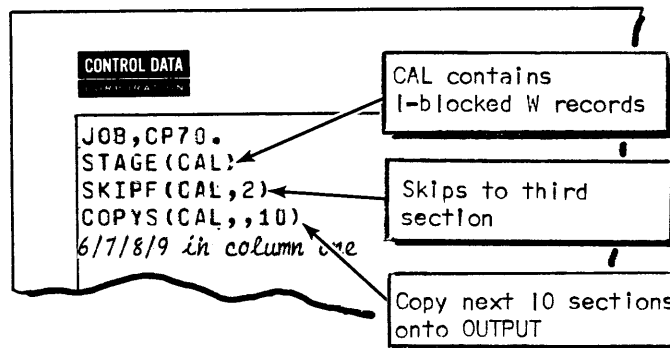 CONTROL DATA
CORPORATION
CAL contains
I-blocked W records
JOB,CP70.
STAGE(CAL)
SKIPF(CAL,2)
COPYS(CAL,,10)
6/7/8/9 in column one
Skips to third
section
Copy next 10 sections
onto OUTPUT